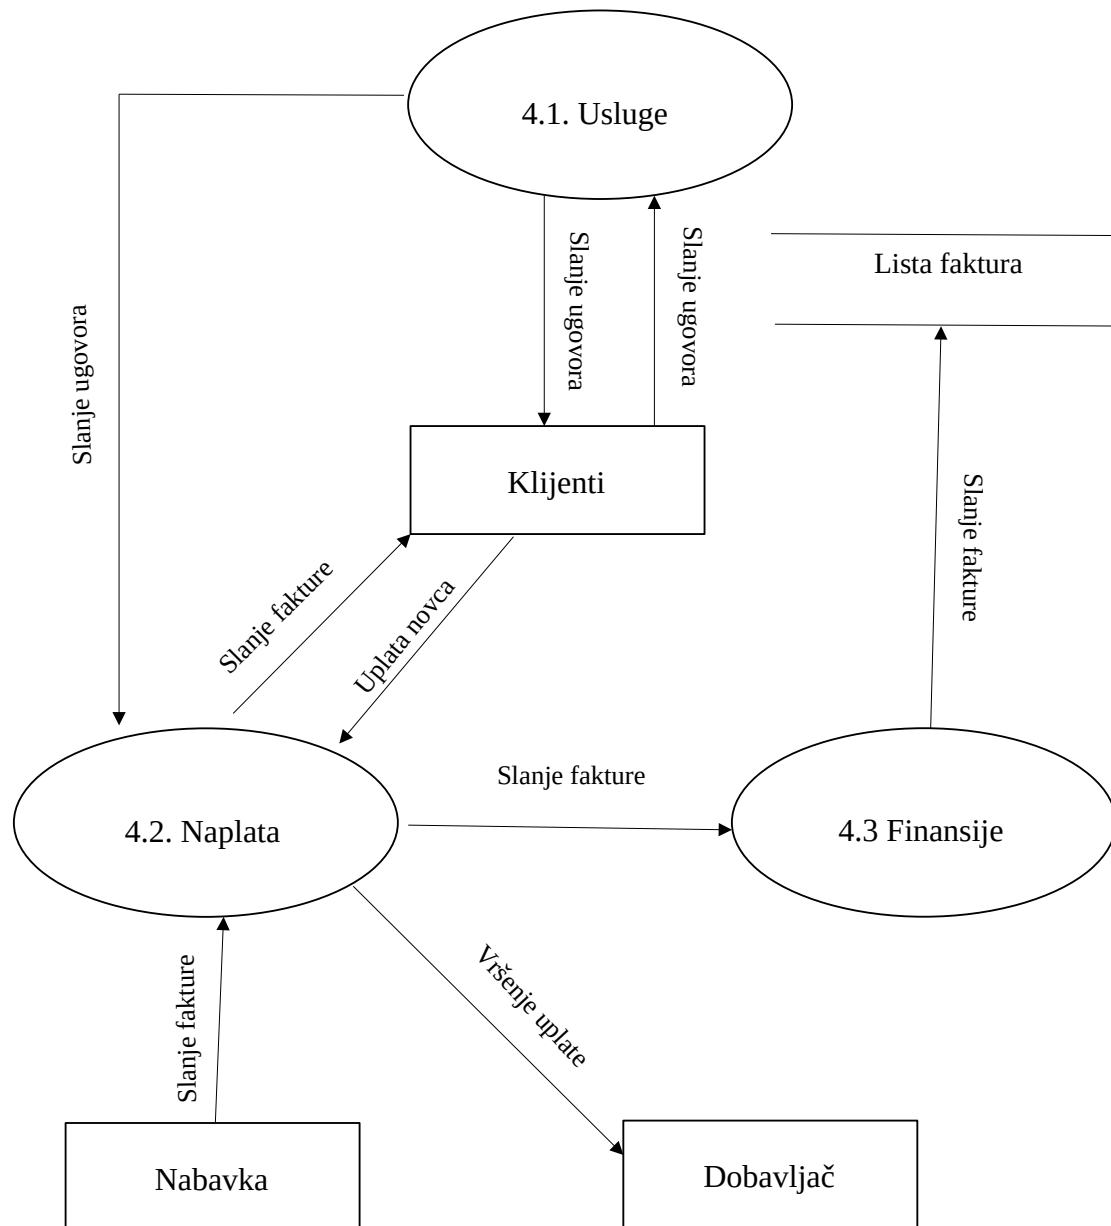 4.1. Usluge
Slanje ugovora
Slanje ugovora
Slanje ugovora
Lista faktura
Klijenti
Slanje fakture
Uplata novca
Slanje fakture
Slanje fakture
4.2. Naplata
4.3 Finansije
Slanje fakture
Vršenje uplate
Nabavka
Dobavljač